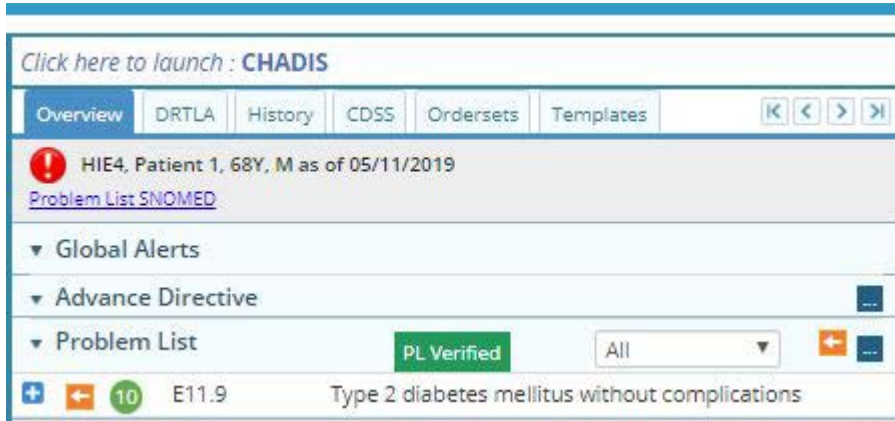 Click here to launch : CHADIS
Overview DRTLA History CDSS Ordersets Templates
HIE4, Patient 1, 68Y, M as of 05/11/2019
Problem List SNOMED
Global Alerts
Advance Directive ...
Problem List PL Verified All ...
10 E11.9 Type 2 diabetes mellitus without complications